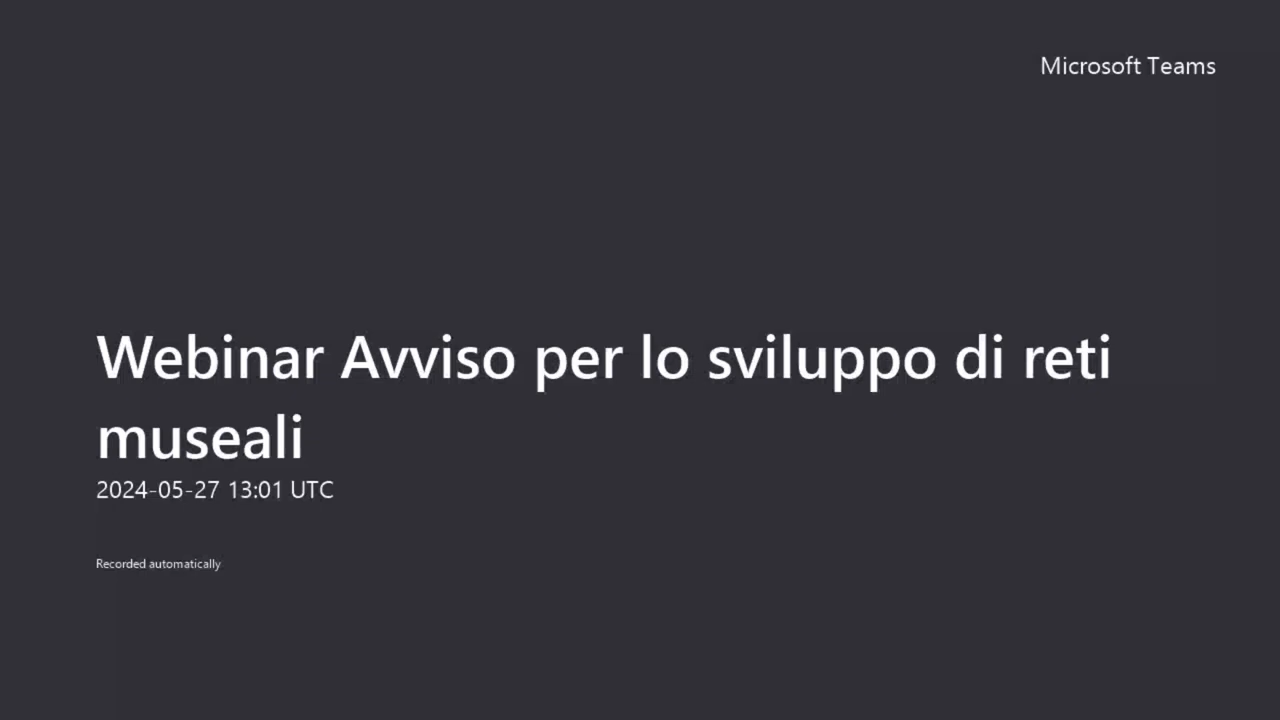 Microsoft Teams
Webinar Avviso per lo sviluppo di reti
museali
2024-05-27 13:01 UTC
Recorded automatically